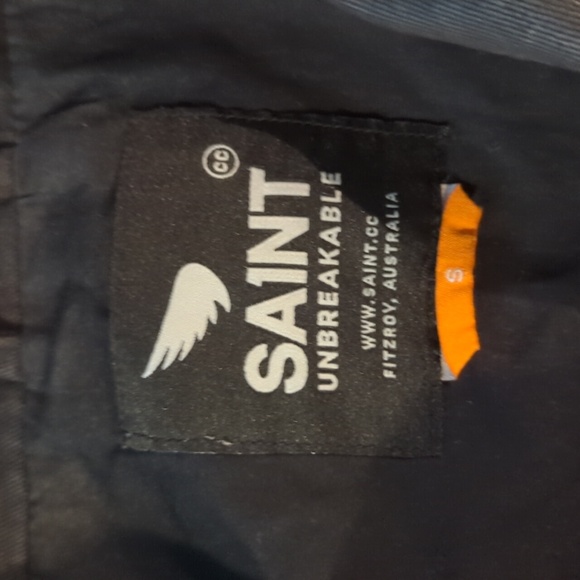 CC
SA1NT
UNBREAKABLE
WWW.SA1NT.CC
FITZROY, AUSTRALIA
S